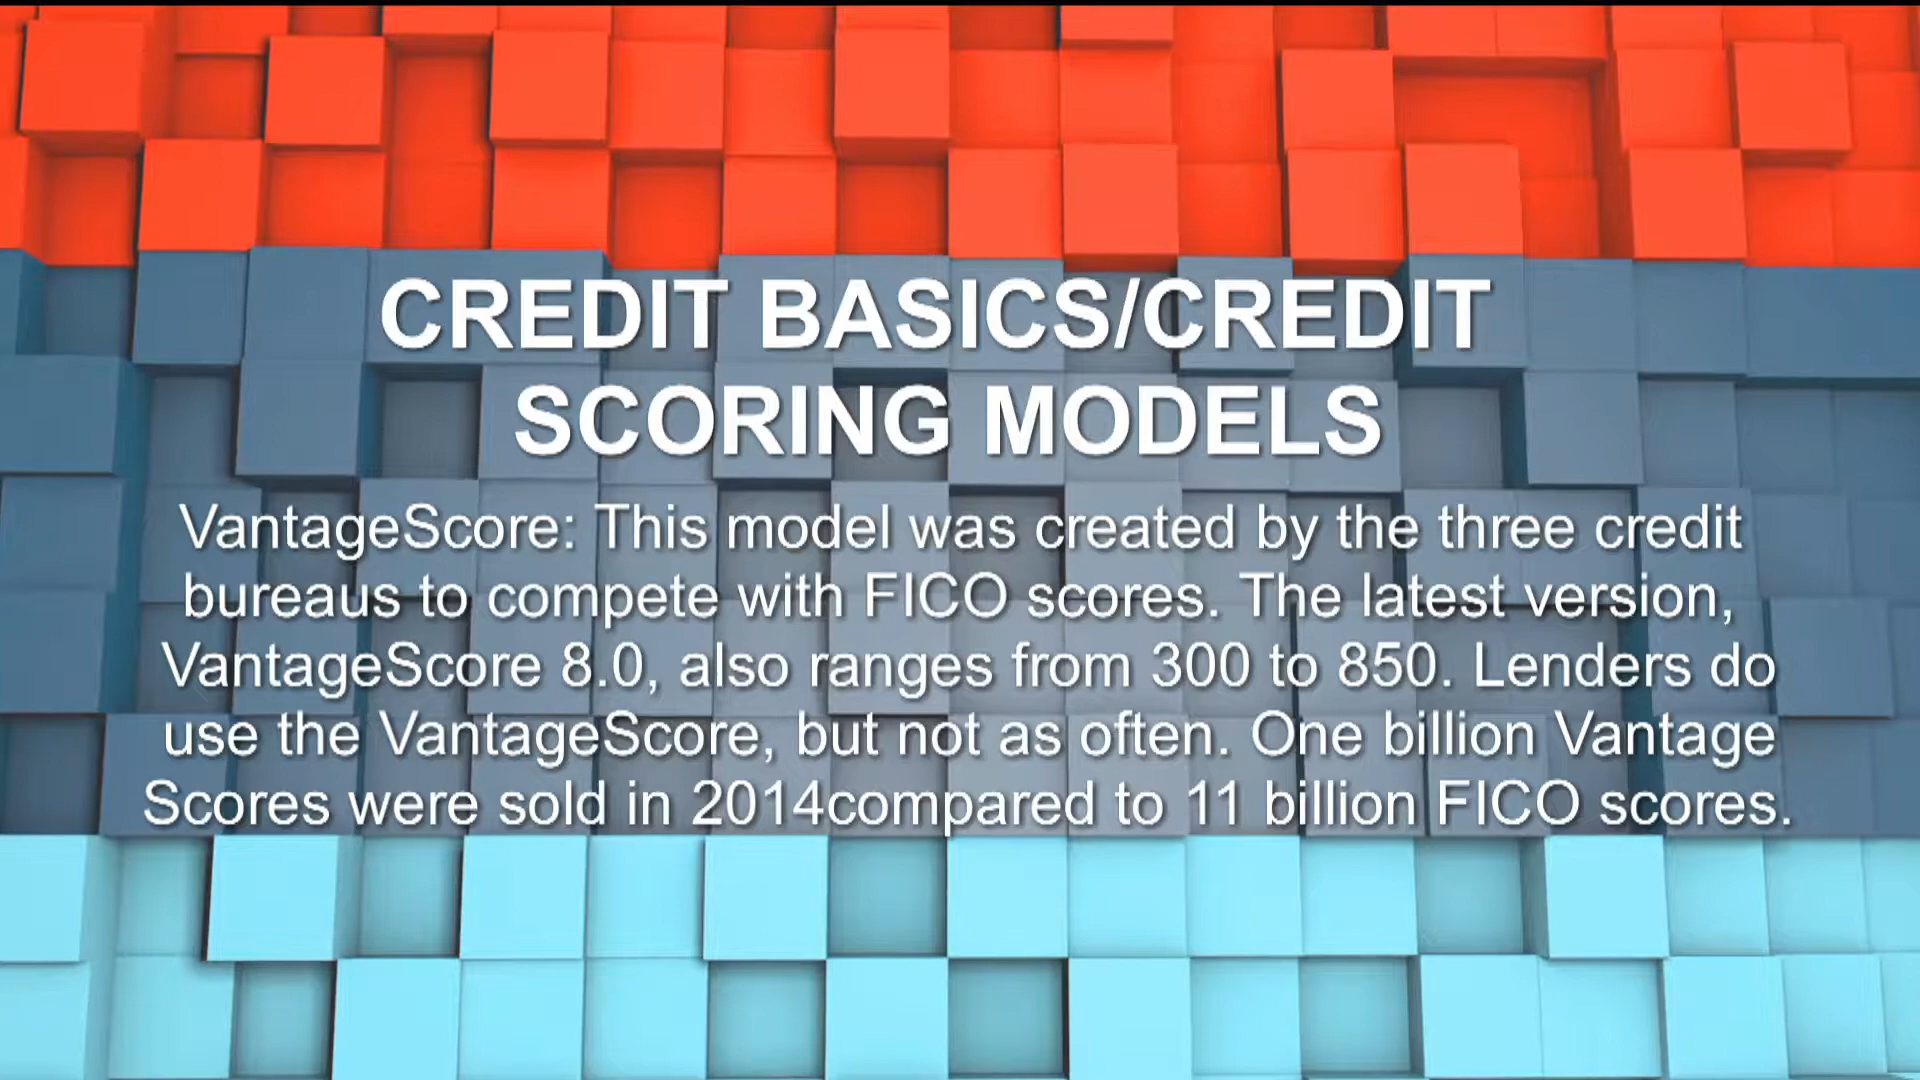 CREDIT BASICS/CREDIT
SCORING MODELS
VantageScore: This model was created by the three credit
bureaus to compete with FICO scores. The latest version,
VantageScore 8.0, also ranges from 300 to 850. Lenders do
use the VantageScore, but not as often. One billion Vantage
Scores were sold in 2014compared to 11 billion FICO scores.